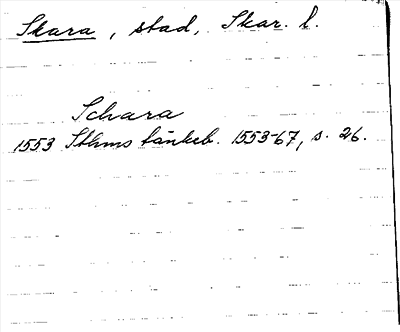 Skara, stad, Skar. l.
Schara
1553 Sthms tänkeb. 1553-67, s. 26.